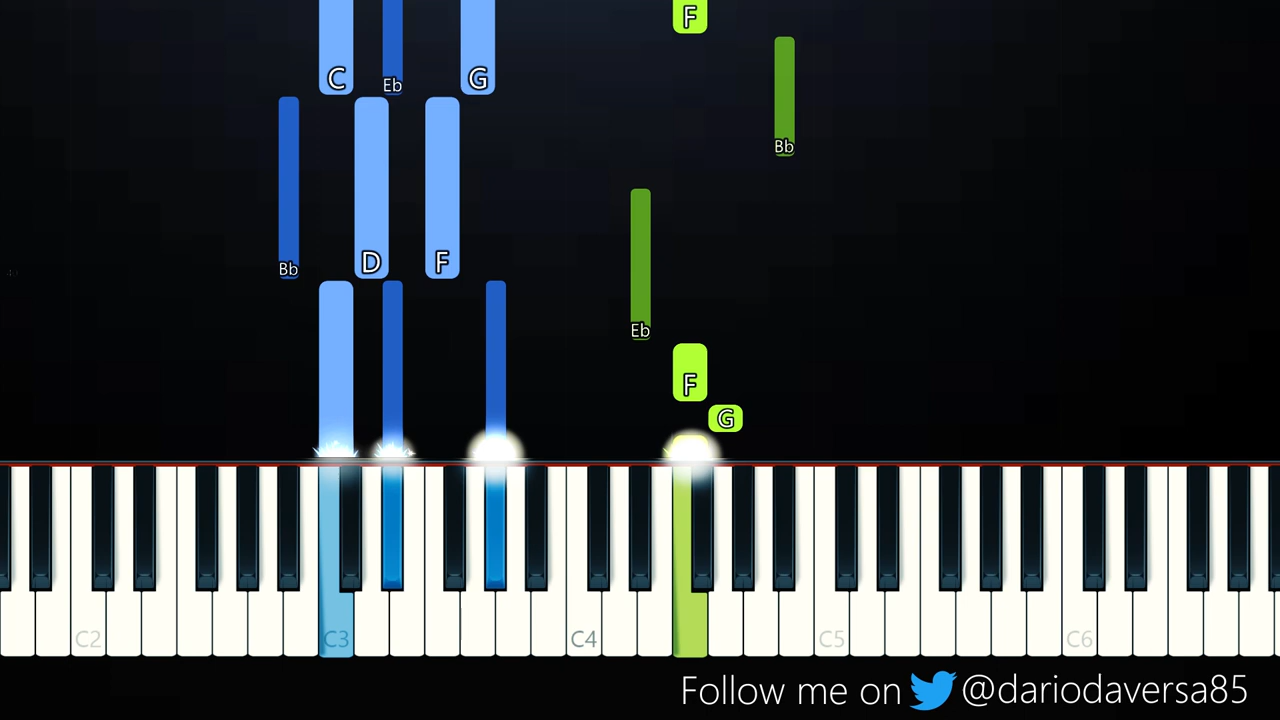 F
C Eb G
Bb
Bb D F
Eb
F
G
C2 C3 C4 C5 C6
Follow me on @dariodaversa85